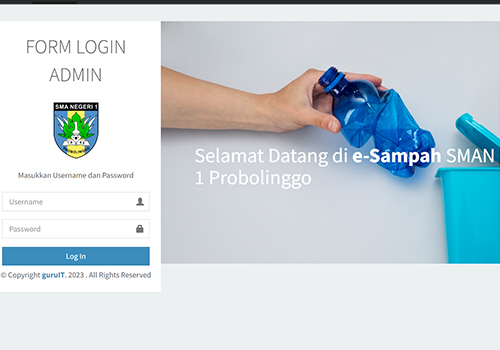 FORM LOGIN
ADMIN
SMA NEGERI 1
PROBOLINGGO
Masukkan Username dan Password
Username
Password
Log In
© Copyright guruIT. 2023 . All Rights Reserved
Selamat Datang di e-Sampah SMAN
1 Probolinggo